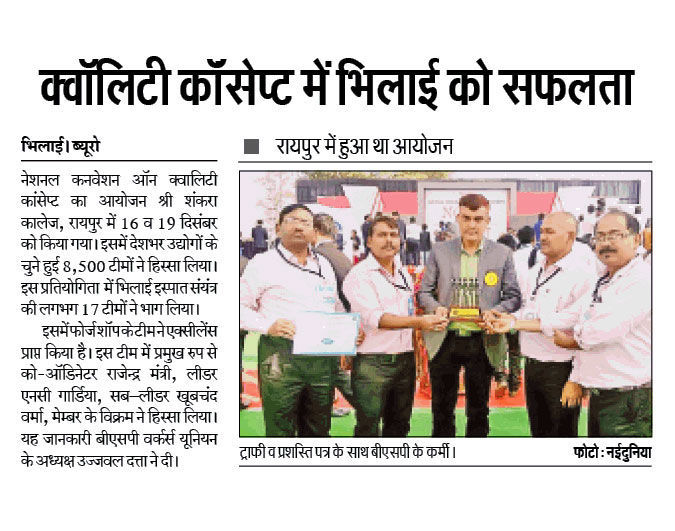 क्वॉलिटी कॉसेप्ट में भिलाई को सफलता
भिलाई। ब्यूरो
नेशनल कनवेशन ऑन क्वालिटी
कांसेप्ट का आयोजन श्री शंकरा
कालेज, रायपुर में 16 व 19 दिसंबर
को किया गया। इसमें देशभर उद्योगों के
चुने हुई 8,500 टीमों ने हिस्सा लिया।
इस प्रतियोगिता में भिलाई इस्पात संयंत्र
की लगभग 17 टीमों ने भाग लिया।
इसमें फोर्ज शॉप के टीम ने एक्सीलेंस
प्राप्त किया है। इस टीम में प्रमुख रुप से
को-ऑडिनेटर राजेन्द्र मंत्री, लीडर
एनसी गार्डिया, सब-लीडर खूबचंद
वर्मा, मेम्बर के विक्रम ने हिस्सा लिया।
यह जानकारी बीएसपी वर्कर्स यूनियन
के अध्यक्ष उज्जवल दत्ता ने दी।
■ रायपुर में हुआ था आयोजन
ट्राफी व प्रशस्ति पत्र के साथ बीएसपी के कर्मी।
फोटो : नईदुनिया